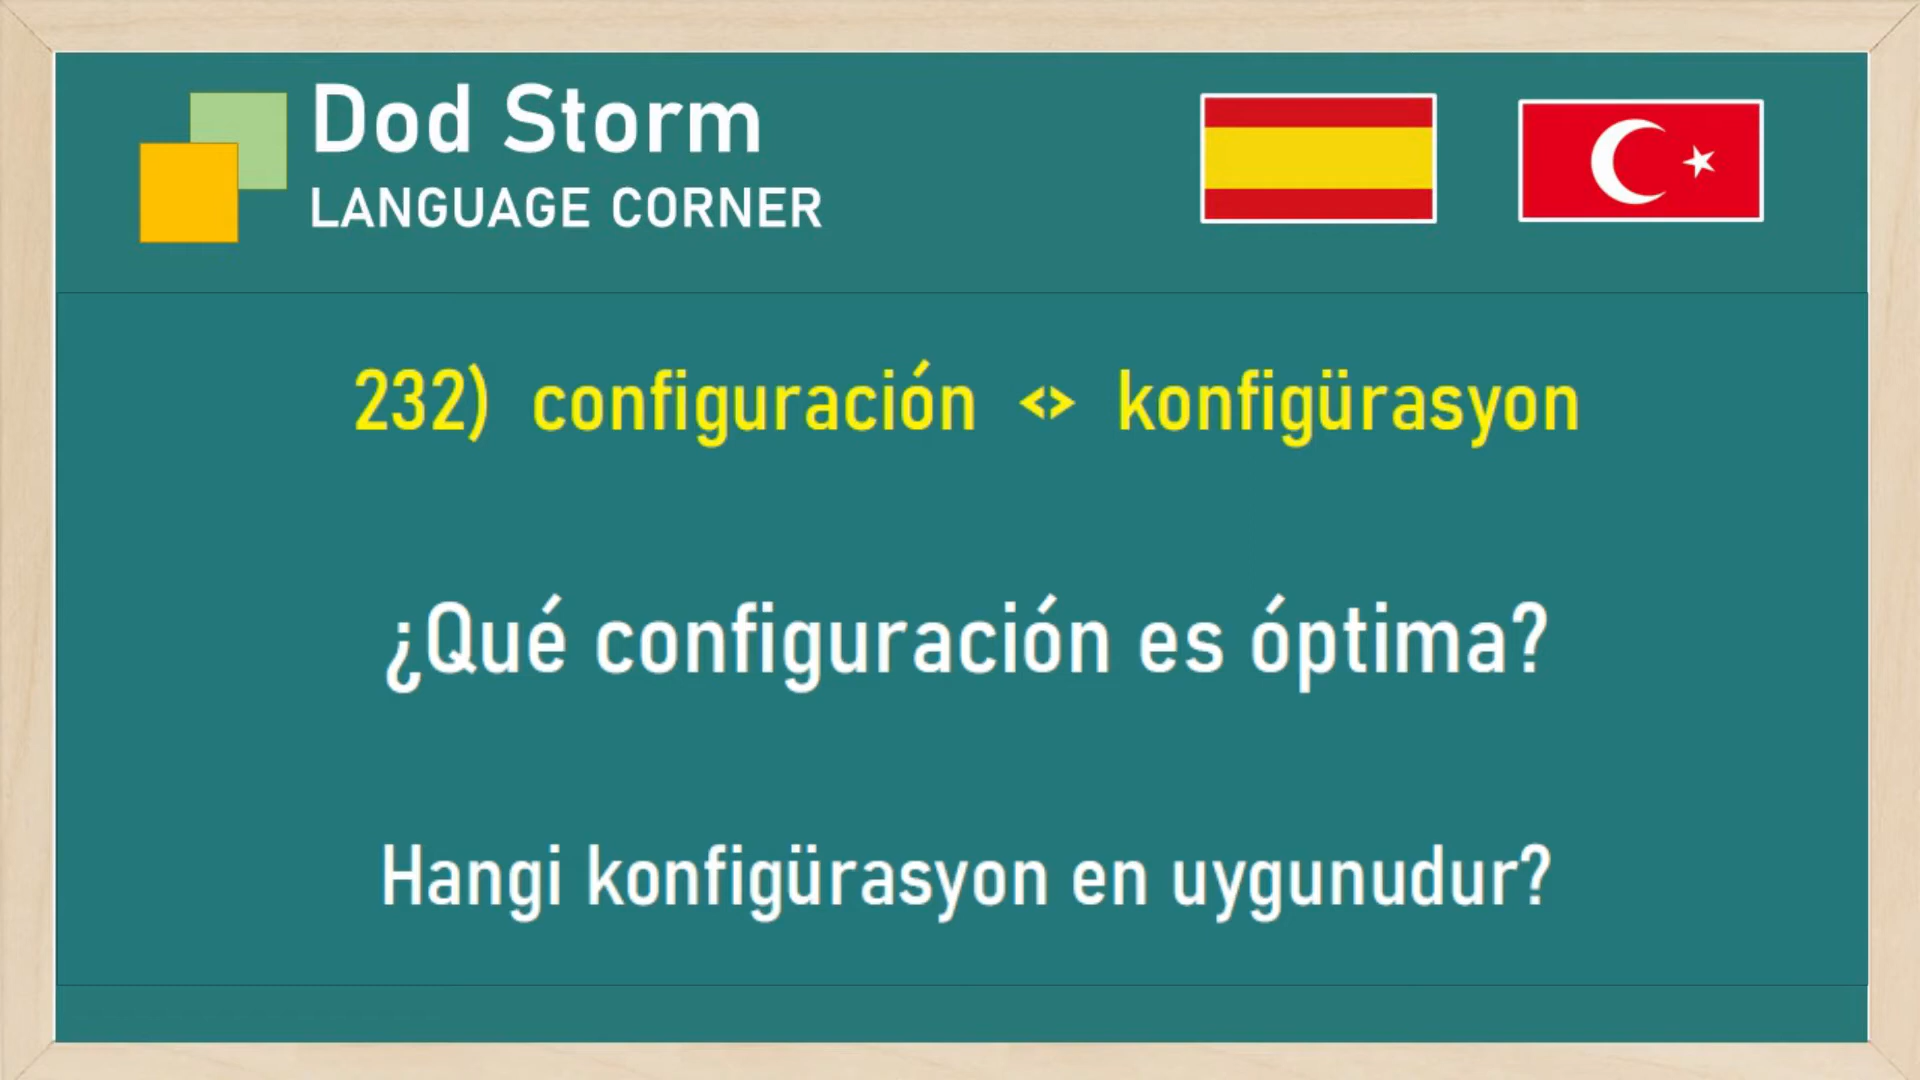 Dod Storm
LANGUAGE CORNER
232) configuración <> konfigürasyon
¿Qué configuración es óptima?
Hangi konfigürasyon en uygunudur?